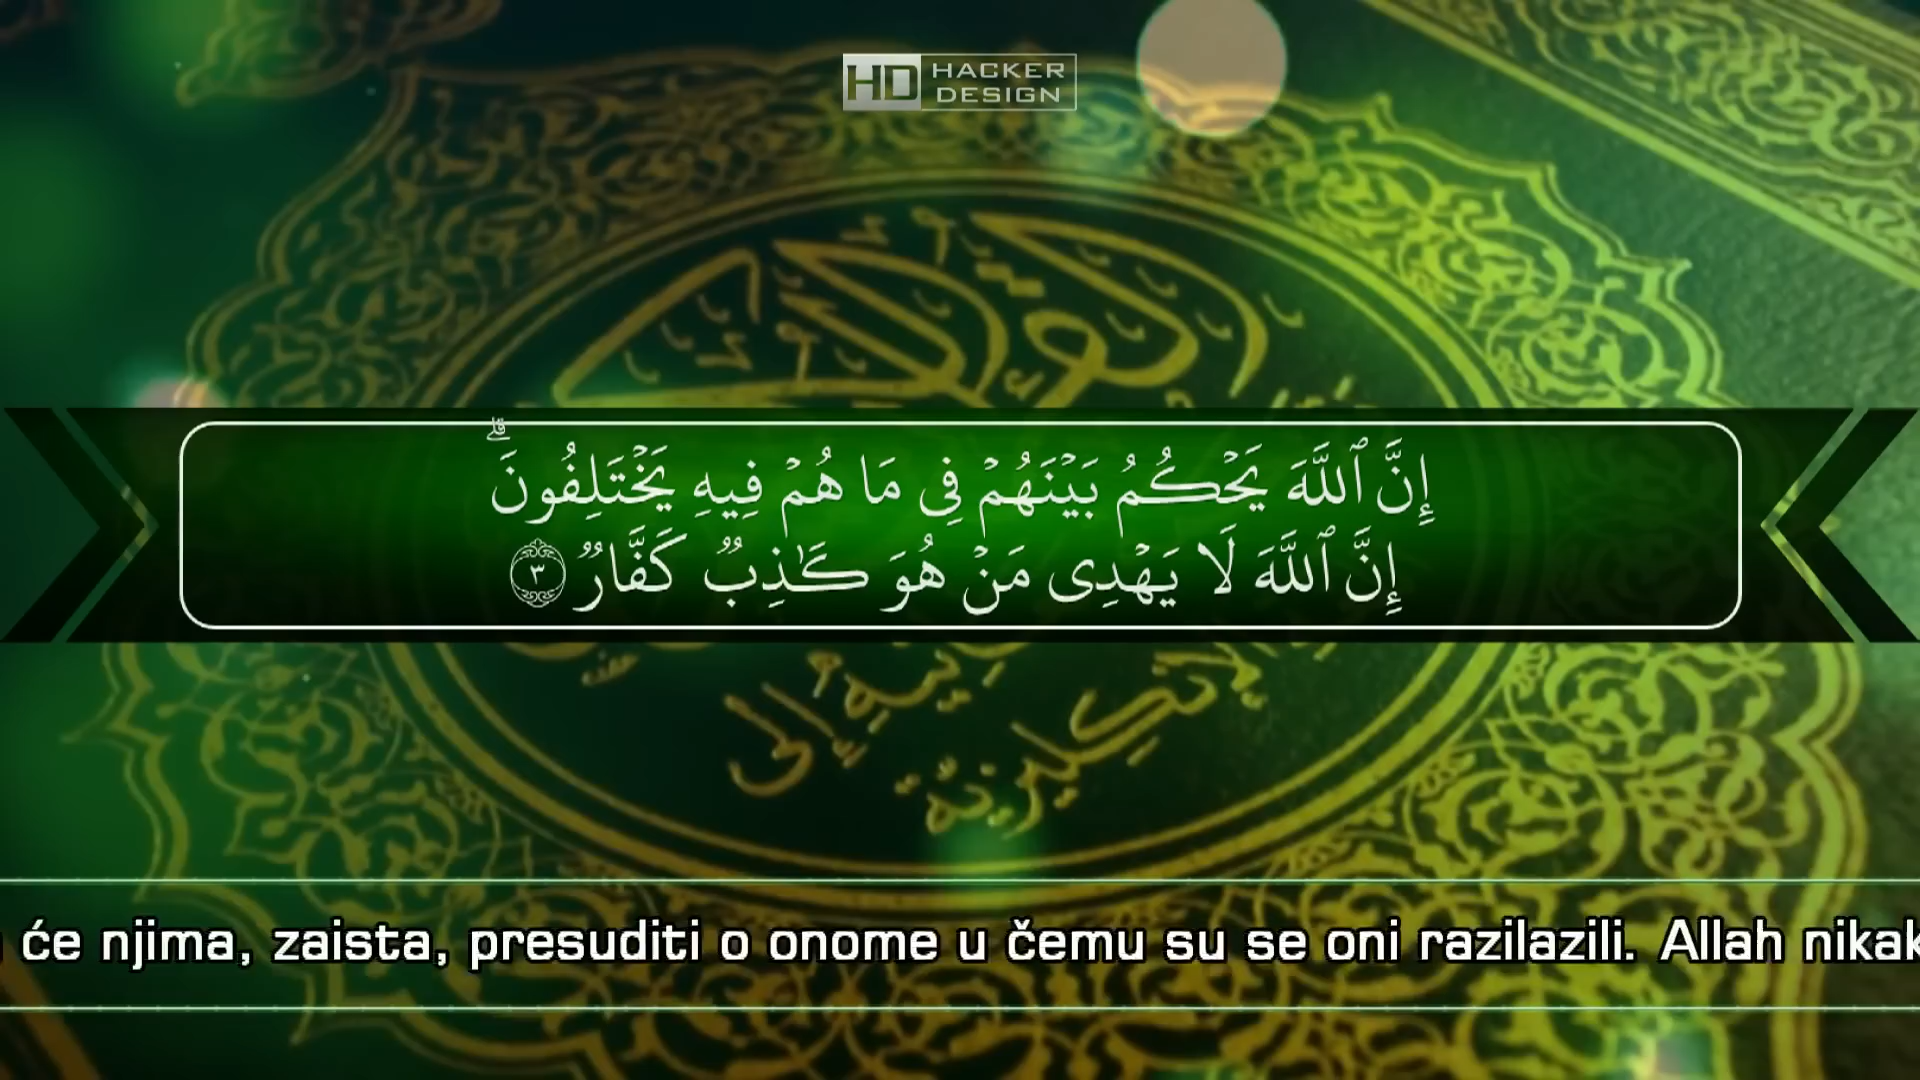 HD HACKER
DESIGN
إِنَّ ٱللَّهَ يَحۡكُمُ بَيۡنَهُمۡ فِي مَا هُمۡ فِيهِ يَخۡتَلِفُونَۗ
إِنَّ ٱللَّهَ لَا يَهۡدِي مَنۡ هُوَ كَٰذِبٞ كَفَّارٞ ٣
إلى
će njima, zaista, presuditi o onome u čemu su se oni razilazili. Allah nikak